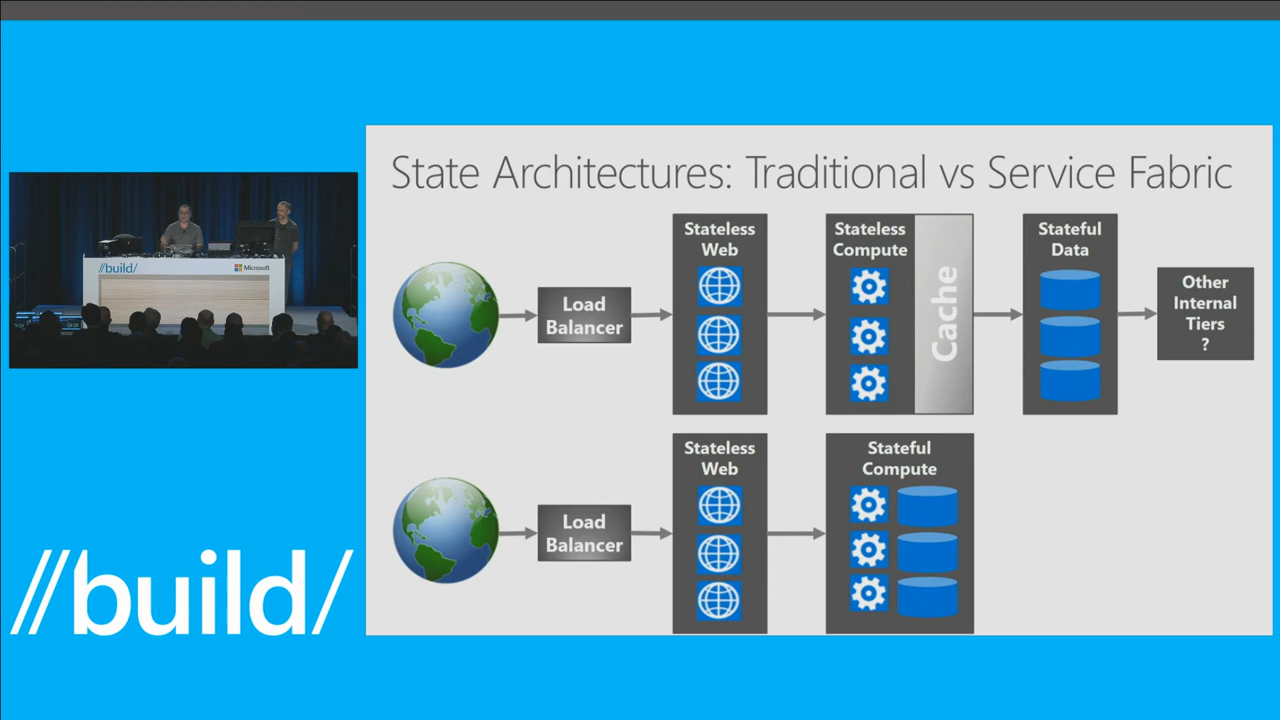 State Architectures: Traditional vs Service Fabric
Load
Balancer
Stateless
Web
Stateless
Compute
Cache
Stateful
Data
Other
Internal
Tiers
?
Load
Balancer
Stateless
Web
Stateful
Compute
//build/
Microsoft
//build/